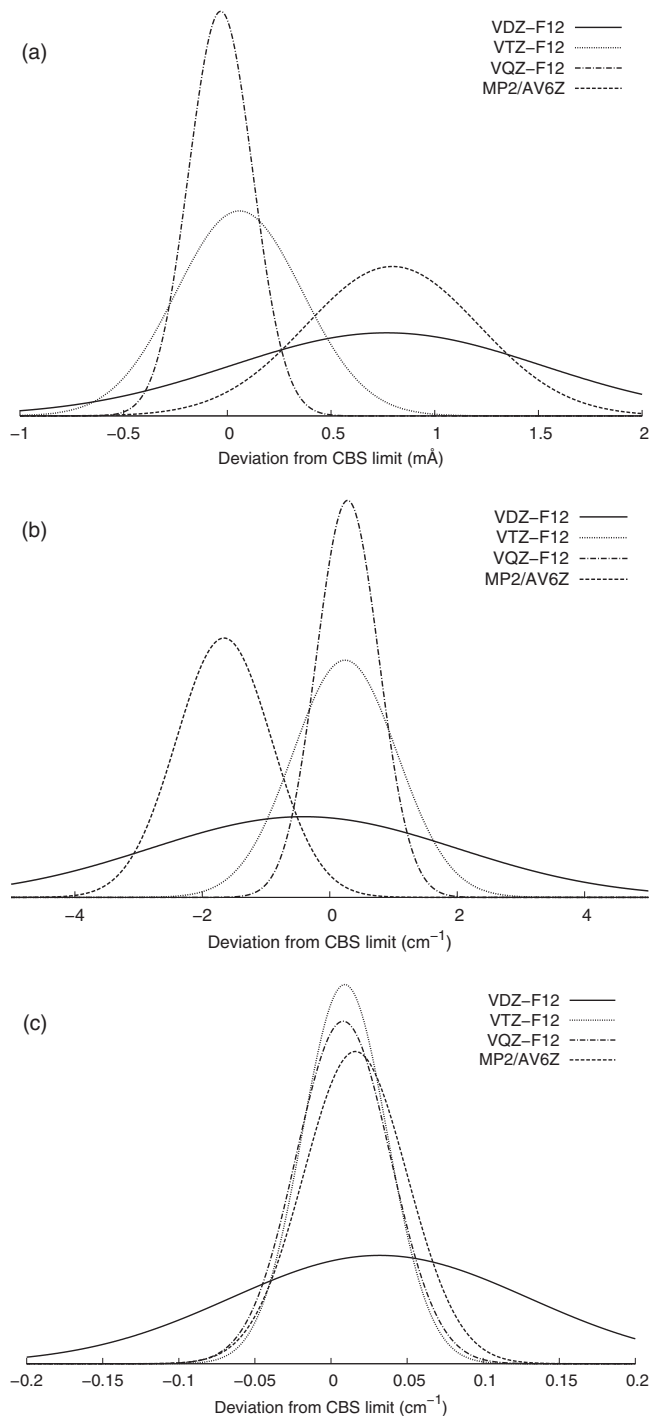 (a)
VDZ−F12
VTZ−F12
VQZ−F12
MP2/AV6Z
−1 −0.5 0 0.5 1 1.5 2
Deviation from CBS limit (mÅ)
(b)
VDZ−F12
VTZ−F12
VQZ−F12
MP2/AV6Z
−4 −2 0 2 4
Deviation from CBS limit (cm⁻¹)
(c)
VDZ−F12
VTZ−F12
VQZ−F12
MP2/AV6Z
−0.2 −0.15 −0.1 −0.05 0 0.05 0.1 0.15 0.2
Deviation from CBS limit (cm⁻¹)